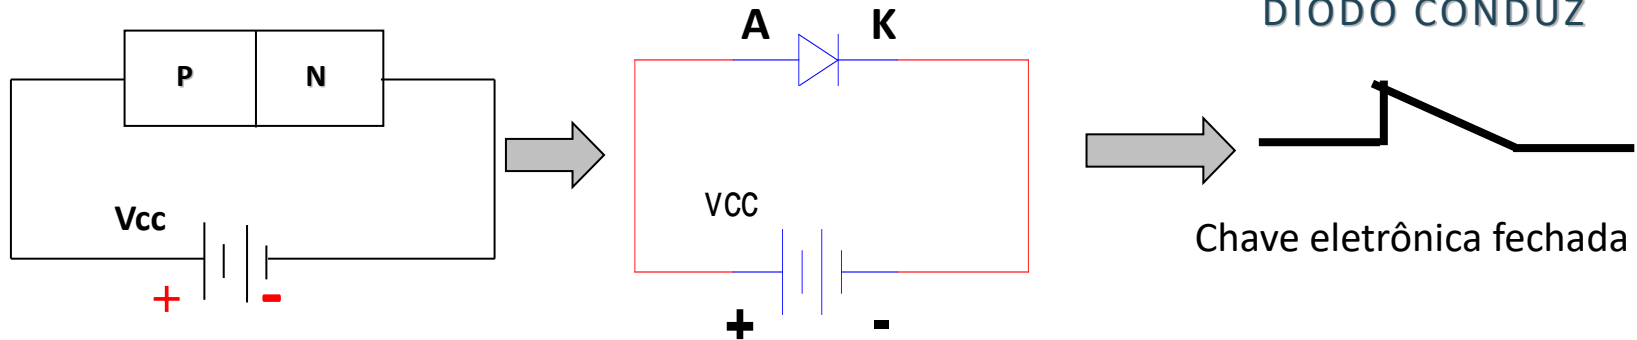 P N
Vcc
+ -
A K
VCC
+ -
DIODO CONDUZ
Chave eletrônica fechada